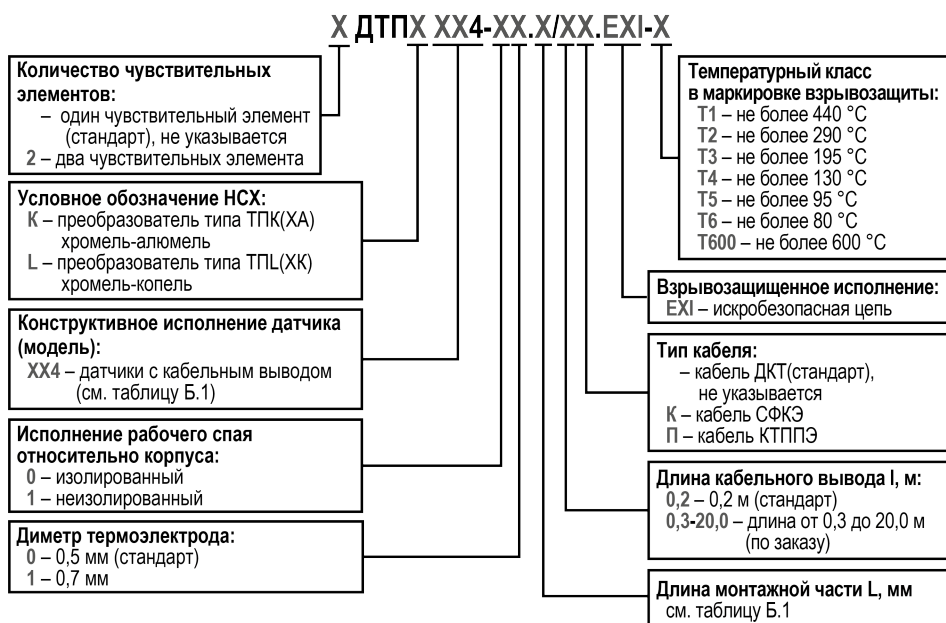 X ДТПX XX4-XX.X/XX.EXI-X
Количество чувствительных
элементов:
– один чувствительный элемент
(стандарт), не указывается
2 – два чувствительных элемента
Условное обозначение НСХ:
К – преобразователь типа ТПК(ХА)
хромель-алюмель
L – преобразователь типа ТПL(ХК)
хромель-копель
Конструктивное исполнение датчика
(модель):
ХХ4 – датчики с кабельным выводом
(см. таблицу Б.1)
Исполнение рабочего спая
относительно корпуса:
0 – изолированный
1 – неизолированный
Диметр термоэлектрода:
0 – 0,5 мм (стандарт)
1 – 0,7 мм
Температурный класс
в маркировке взрывозащиты:
Т1 – не более 440 °С
Т2 – не более 290 °С
Т3 – не более 195 °С
Т4 – не более 130 °С
Т5 – не более 95 °С
Т6 – не более 80 °С
Т600 – не более 600 °С
Взрывозащищенное исполнение:
EXI – искробезопасная цепь
Тип кабеля:
– кабель ДКТ(стандарт),
не указывается
К – кабель СФКЭ
П – кабель КТППЭ
Длина кабельного вывода l, м:
0,2 – 0,2 м (стандарт)
0,3-20,0 – длина от 0,3 до 20,0 м
(по заказу)
Длина монтажной части L, мм
см. таблицу Б.1